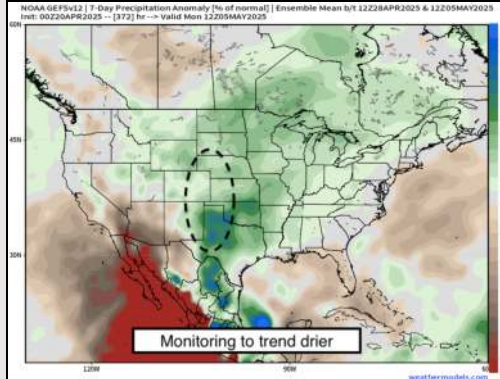 NOAA GEFSv12 | 7-Day Precipitation Anomaly [% of normal] | Ensemble Mean b/t 12Z28APR2025 & 12Z05MAY2025
Init: 00Z20APR2025 -- [372] hr --> Valid Mon 12Z05MAY2025
60N
45N
30N
Monitoring to trend drier
120W
90W
60
weathermodels.com